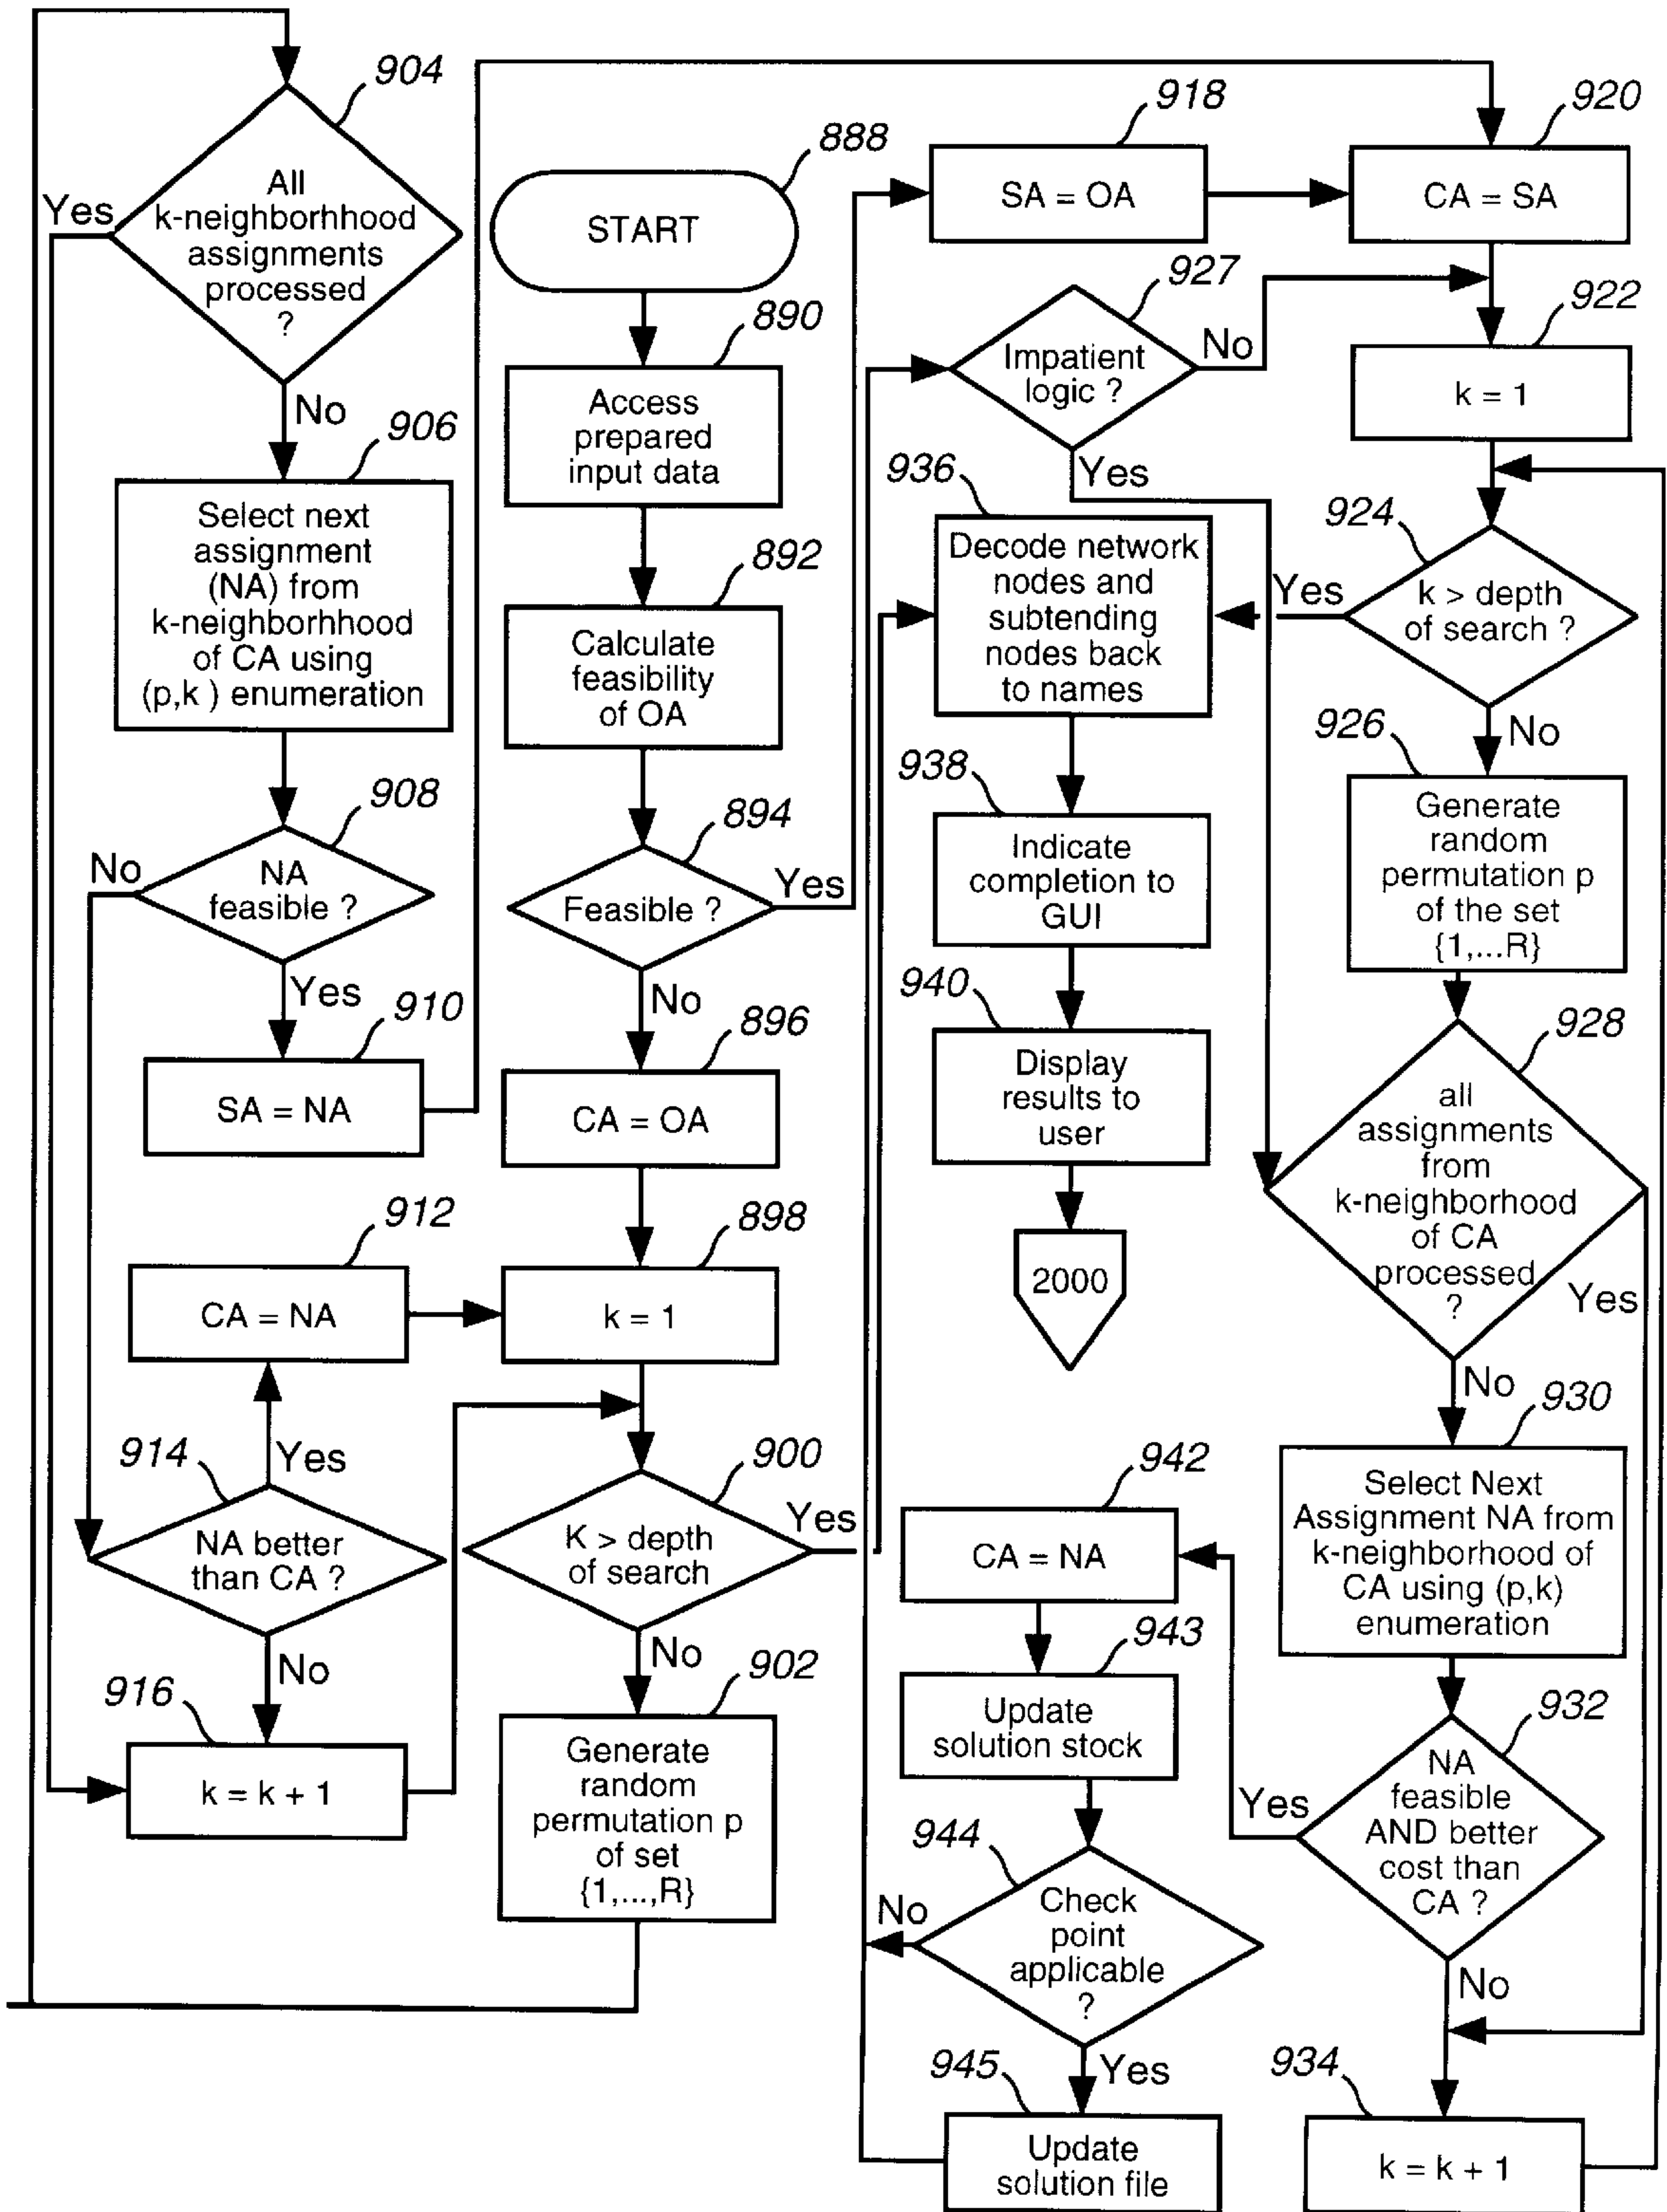 904
All
k-neighborhhood
assignments
processed
?
Yes
No
906
Select next
assignment
(NA) from
k-neighborhhood
of CA using
(p,k ) enumeration
908
NA
feasible ?
No
Yes
910
SA = NA
912
CA = NA
914
NA better
than CA ?
Yes
No
916
k = k + 1
888
START
890
Access
prepared
input data
892
Calculate
feasibility
of OA
894
Feasible ?
Yes
No
896
CA = OA
898
k = 1
900
K > depth
of search
Yes
No
902
Generate
random
permutation p
of set
{1,...,R}
918
SA = OA
927
Impatient
logic ?
No
Yes
936
Decode network
nodes and
subtending
nodes back
to names
938
Indicate
completion to
GUI
940
Display
results to
user
2000
942
CA = NA
943
Update
solution stock
944
Check
point
applicable
?
No
Yes
945
Update
solution file
920
CA = SA
922
k = 1
924
k > depth
of search ?
Yes
No
926
Generate
random
permutation p
of the set
{1,...R}
928
all
assignments
from
k-neighborhood
of CA
processed
?
Yes
No
930
Select Next
Assignment NA from
k-neighborhood of
CA using (p,k)
enumeration
932
NA
feasible
AND better
cost than
CA ?
Yes
No
934
k = k + 1